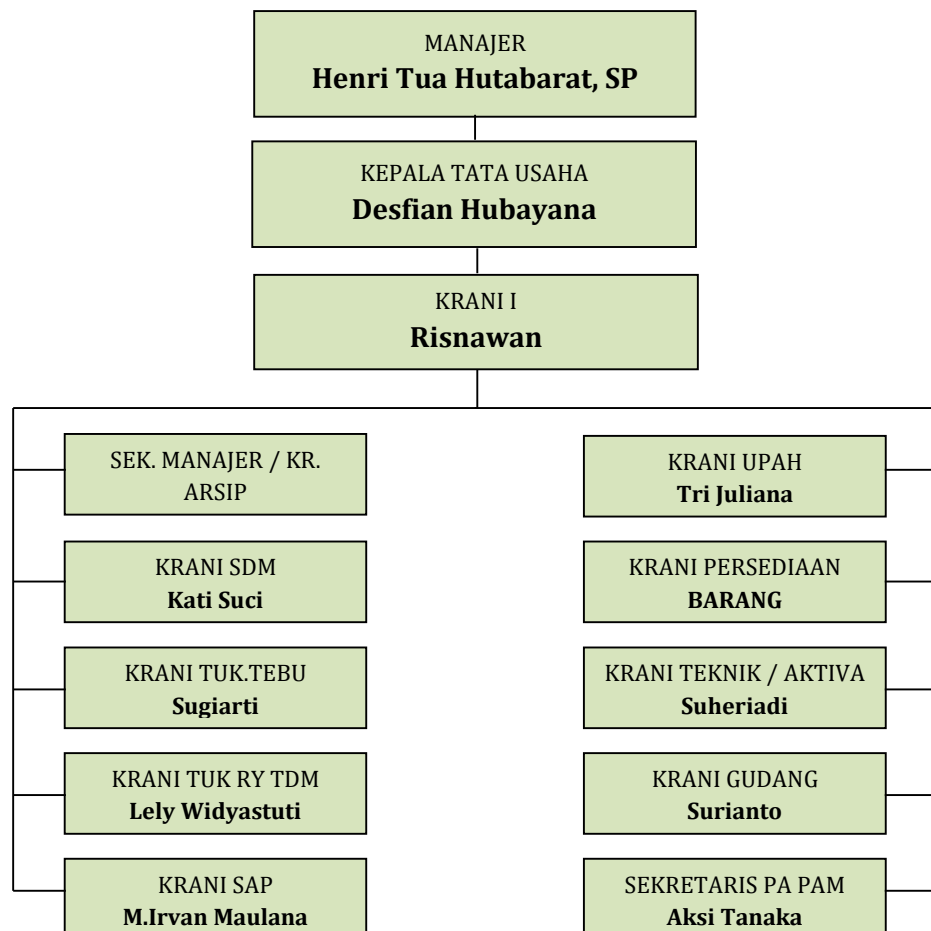 MANAJER
Henri Tua Hutabarat, SP
KEPALA TATA USAHA
Desfian Hubayana
KRANI I
Risnawan
SEK. MANAJER / KR.
ARSIP
KRANI SDM
Kati Suci
KRANI TUK.TEBU
Sugiarti
KRANI TUK RY TDM
Lely Widyastuti
KRANI SAP
M.Irvan Maulana
KRANI UPAH
Tri Juliana
KRANI PERSEDIAAN
BARANG
KRANI TEKNIK / AKTIVA
Suheriadi
KRANI GUDANG
Surianto
SEKRETARIS PA PAM
Aksi Tanaka